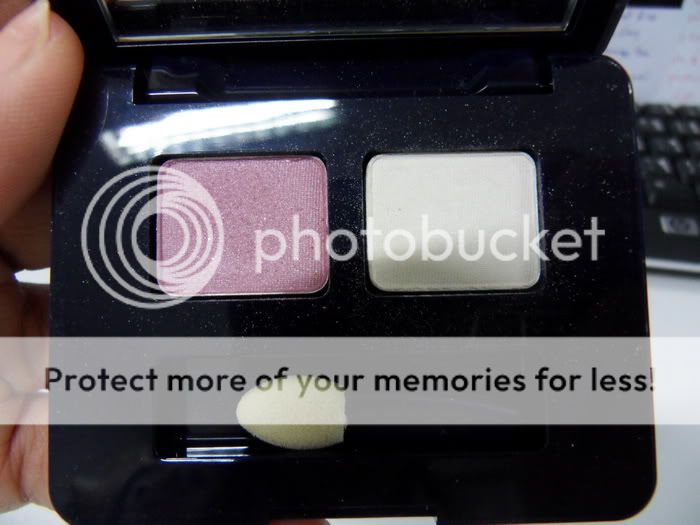 photobucket
Protect more of your memories for less!